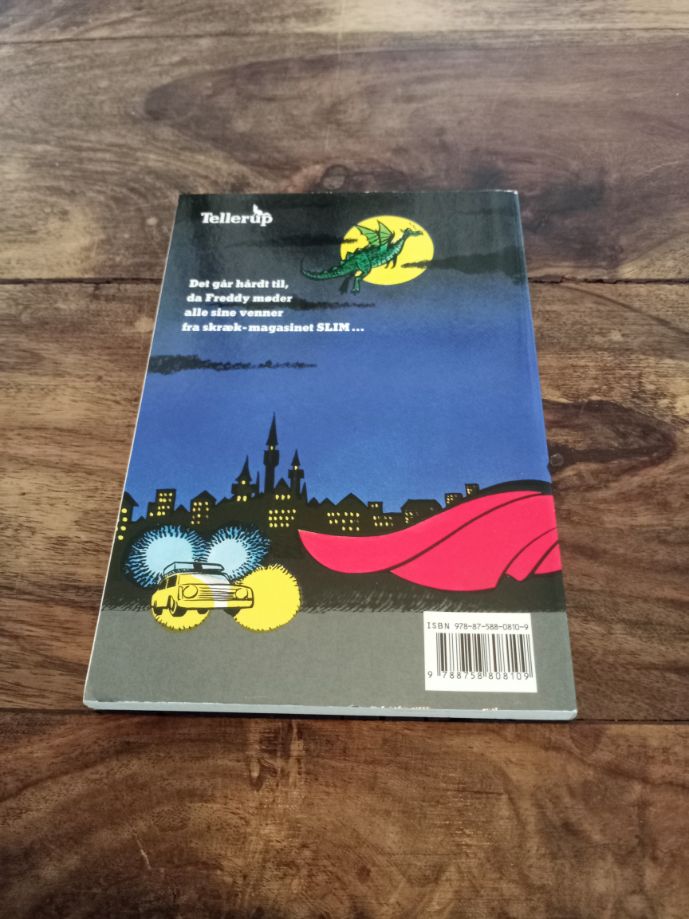 Tellerup
Det går hårdt til,
da Freddy møder
alle sine venner
fra skræk-magasinet SLIM...
ISBN 978-87-588-0810-9
9 788758 808109